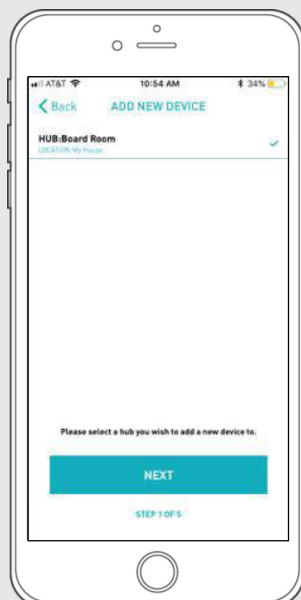 AT&T 10:54 AM 34%
Back ADD NEW DEVICE
HUB:Board Room
LOCATION:My House
Please select a hub you wish to add a new device to.
NEXT
STEP 1 OF 5